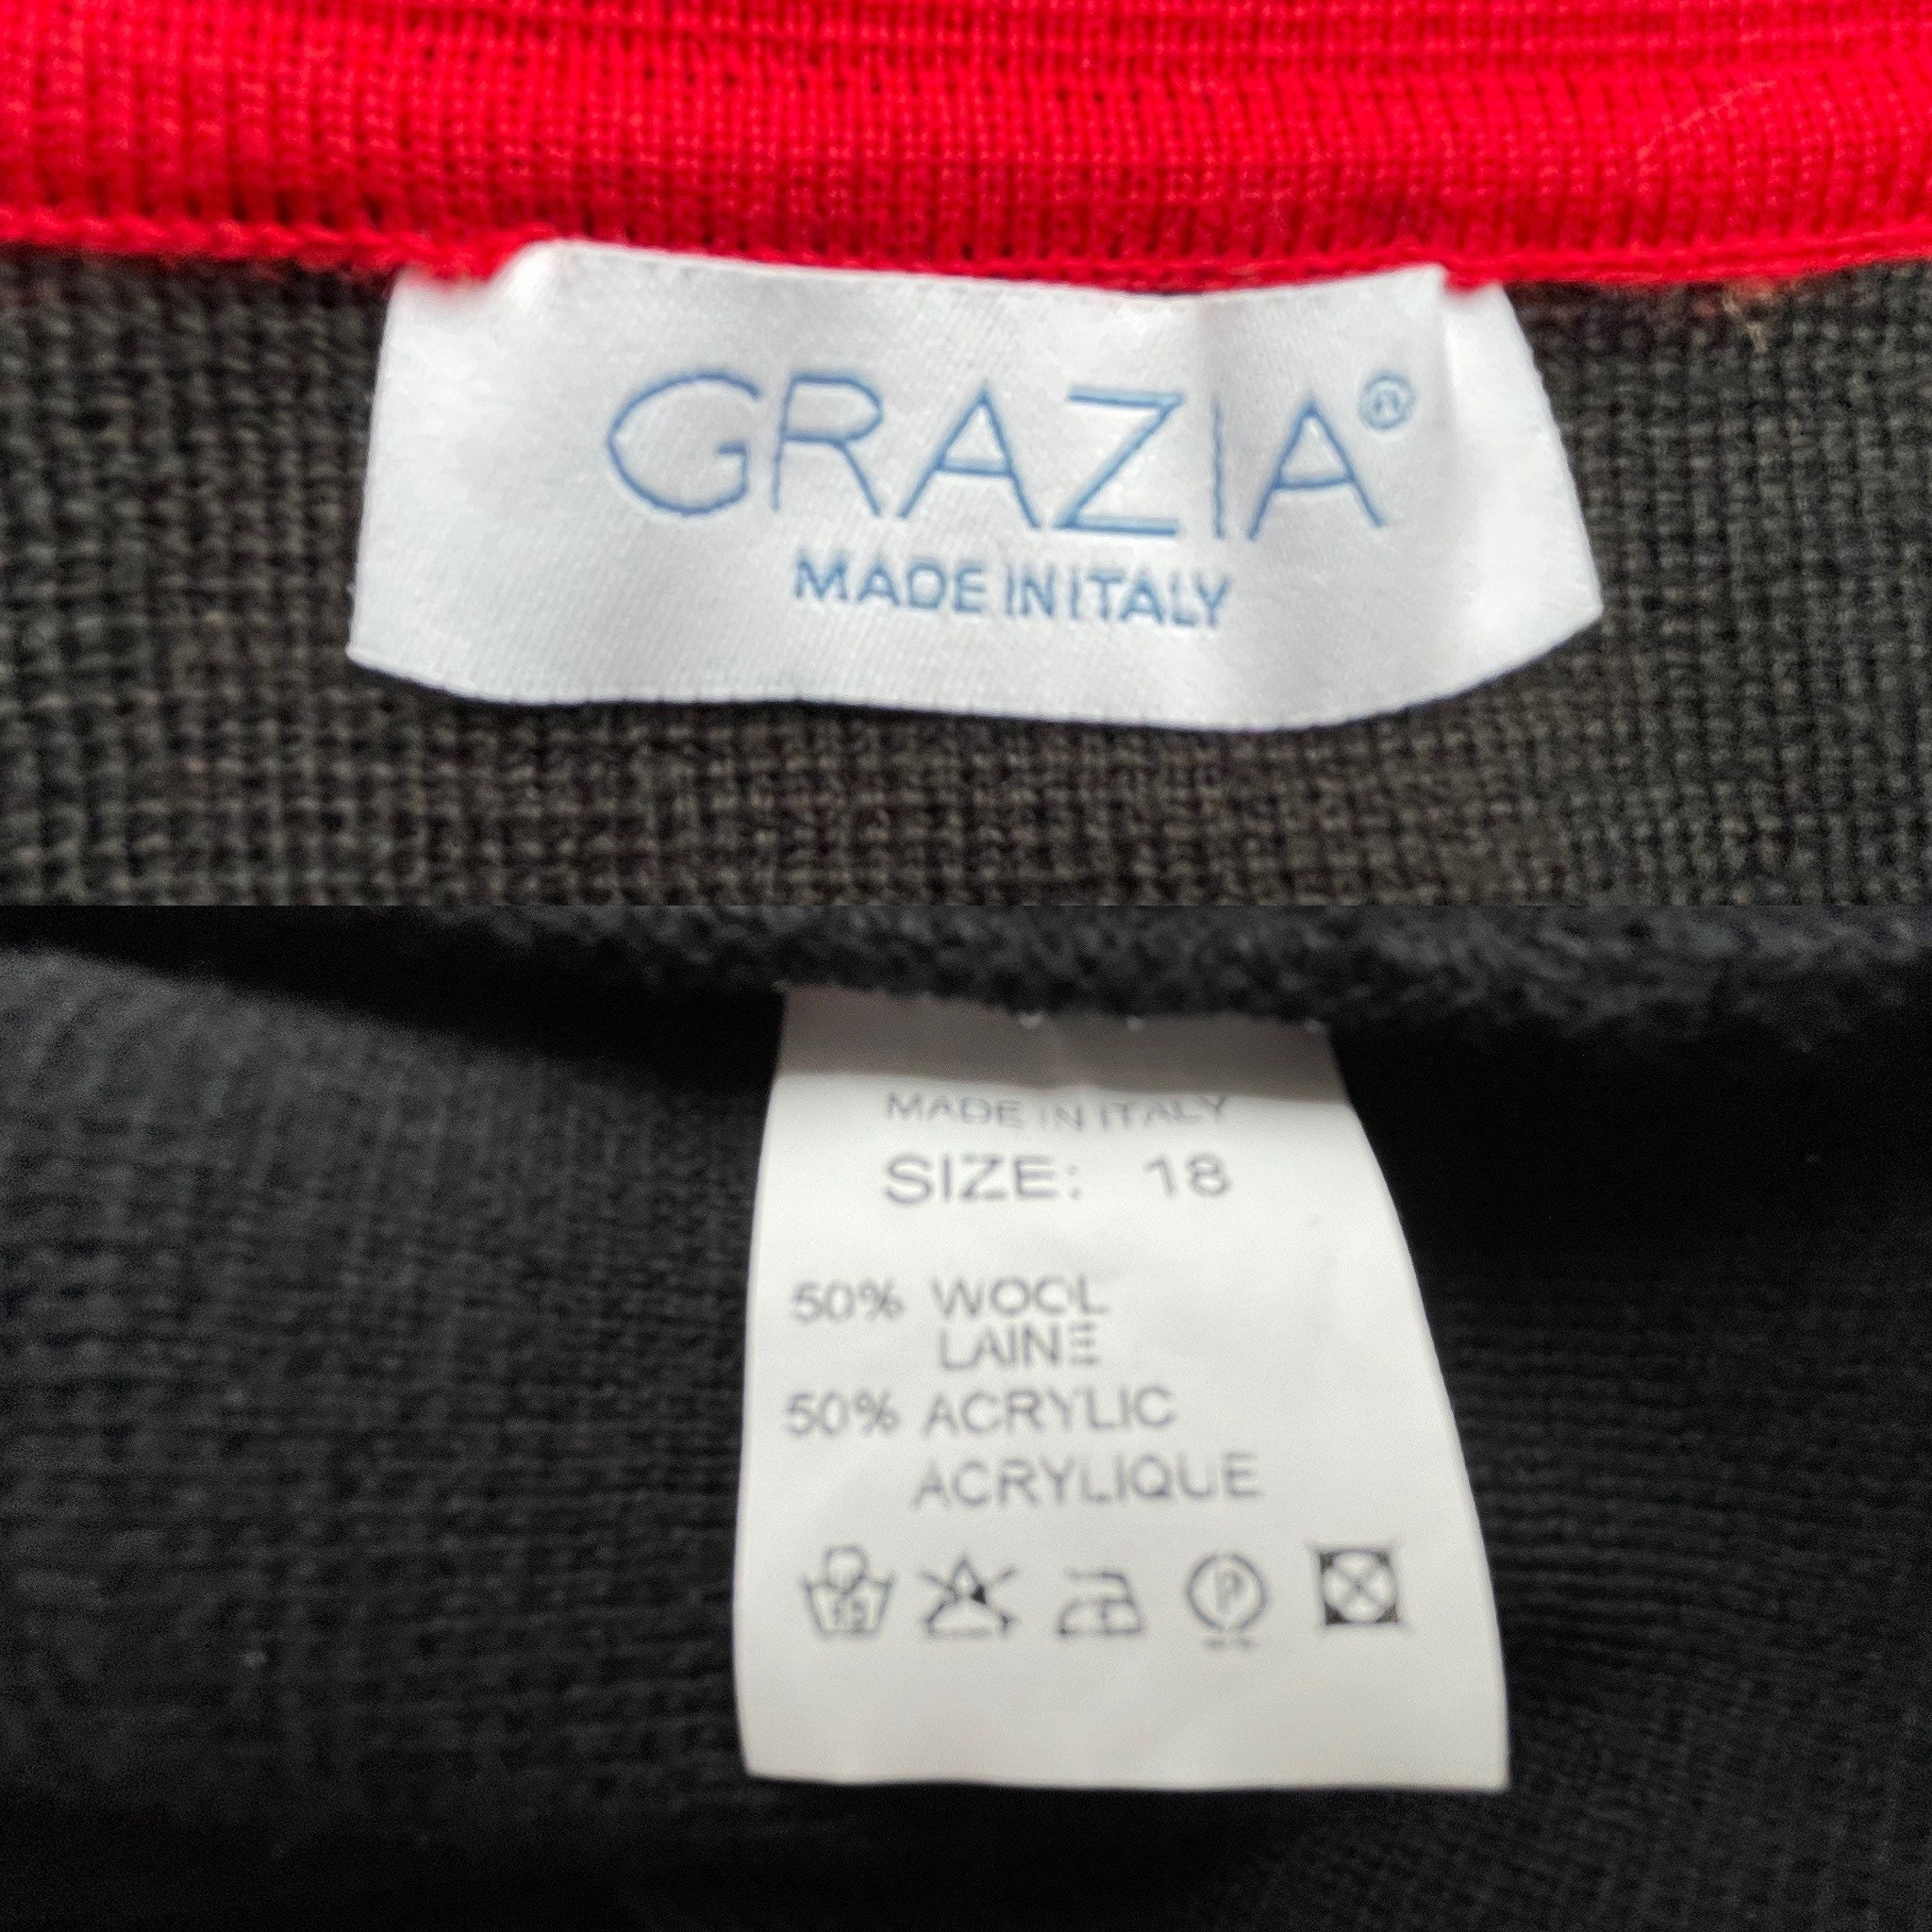 GRAZIA®
MADE IN ITALY
MADE IN ITALY
SIZE: 18
50% WOOL
LAINE
50% ACRYLIC
ACRYLIQUE
P